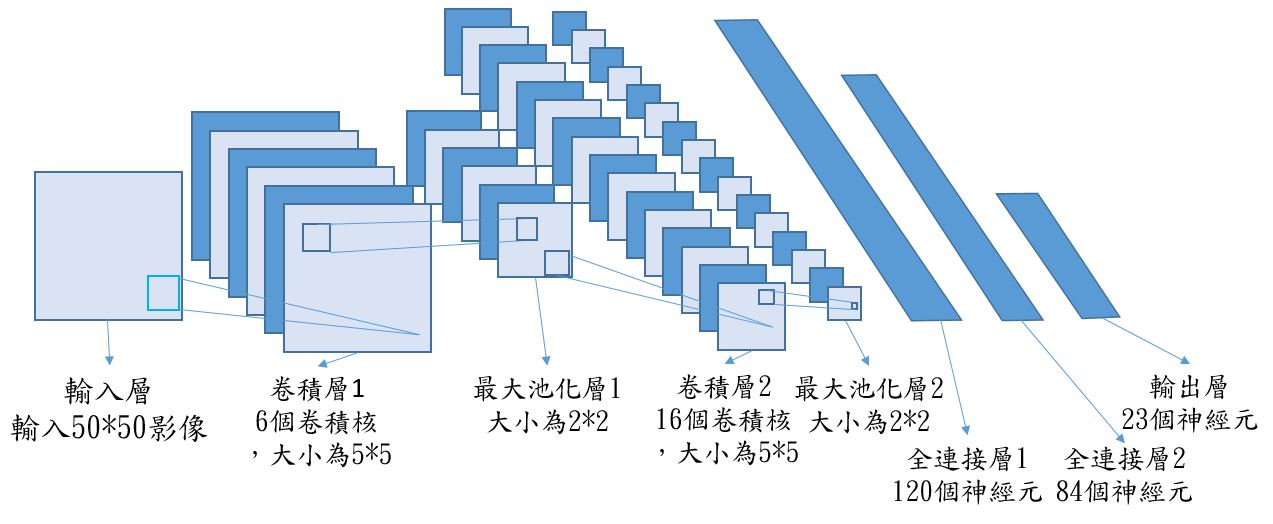 輸入層
輸入50*50影像
卷積層1
6個卷積核
，大小為5*5
最大池化層1
大小為2*2
卷積層2
16個卷積核
，大小為5*5
最大池化層2
大小為2*2
全連接層1
120個神經元
全連接層2
84個神經元
輸出層
23個神經元